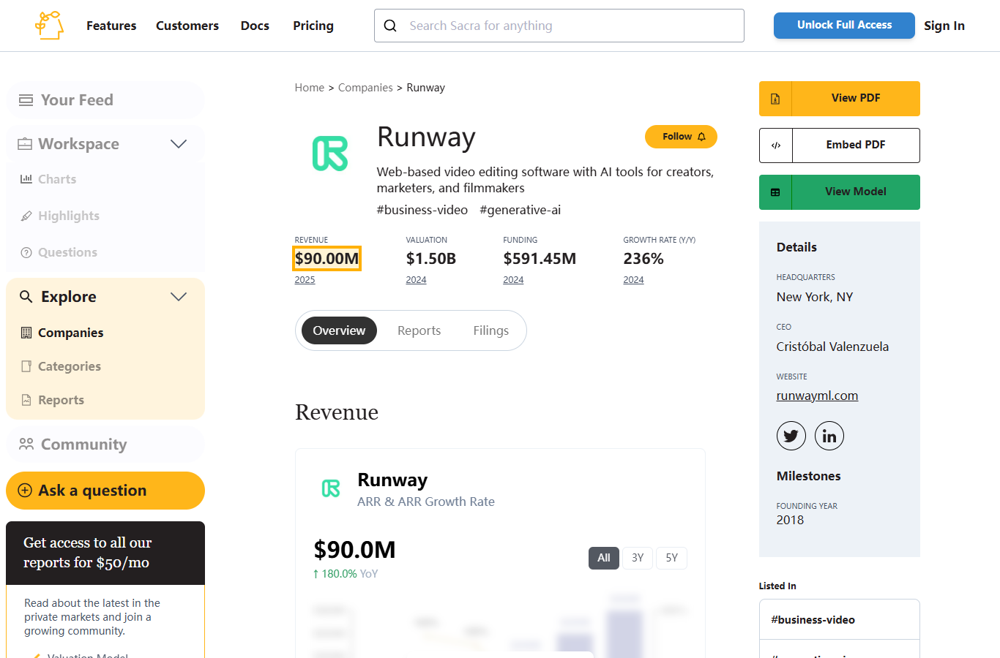 Features
Customers
Docs
Pricing
Search Sacra for anything
Unlock Full Access
Sign In
Your Feed
Workspace
Charts
Highlights
Questions
Explore
Companies
Categories
Reports
Community
Ask a question
Get access to all our
reports for $50/mo
Read about the latest in the
private markets and join a
growing community.
Valuation Model
Home > Companies > Runway
Runway
Follow
Web-based video editing software with AI tools for creators,
marketers, and filmmakers
#business-video #generative-ai
REVENUE
$90.00M
2025
VALUATION
$1.50B
2024
FUNDING
$591.45M
2024
GROWTH RATE (Y/Y)
236%
2024
Overview
Reports
Filings
Revenue
Runway
ARR & ARR Growth Rate
$90.0M
↑ 180.0% YoY
All
3Y
5Y
View PDF
Embed PDF
View Model
Details
HEADQUARTERS
New York, NY
CEO
Cristóbal Valenzuela
WEBSITE
runwayml.com
Milestones
FOUNDING YEAR
2018
Listed In
#business-video